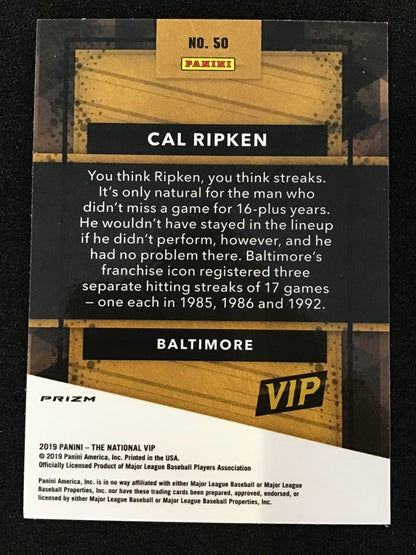 NO. 50
PANINI
CAL RIPKEN
You think Ripken, you think streaks.
It's only natural for the man who
didn't miss a game for 16-plus years.
He wouldn't have stayed in the lineup
if he didn't perform, however, and he
had no problem there. Baltimore's
franchise icon registered three
separate hitting streaks of 17 games
– one each in 1985, 1986 and 1992.
BALTIMORE
VIP
PRIZM
2019 PANINI – THE NATIONAL VIP
© 2019 Panini America, Inc. Printed in the USA.
Officially Licensed Product of Major League Baseball Players Association
Panini America, Inc. is in no way affiliated with either Major League Baseball or Major League
Baseball Properties, Inc. nor have these trading cards been prepared, approved, endorsed, or
licensed by either Major League Baseball or Major League Baseball Properties, Inc.